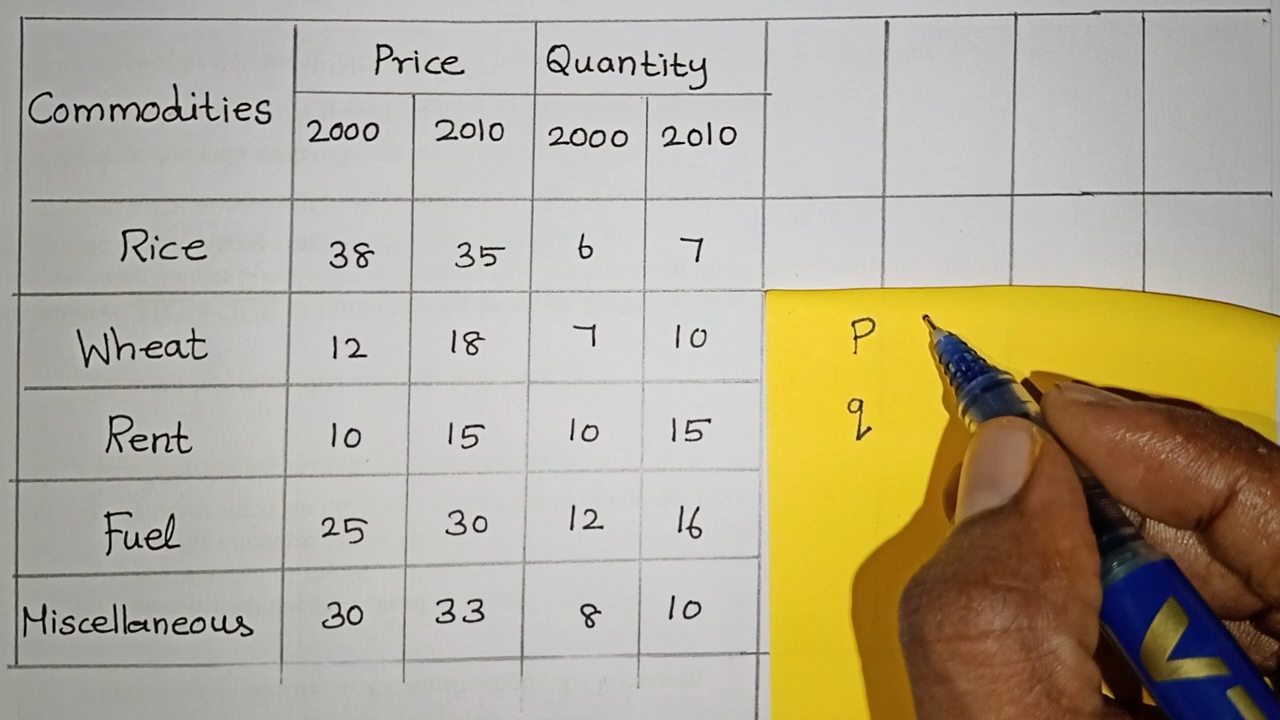 Commodities Price Quantity
2000 2010 2000 2010
Rice 38 35 6 7
Wheat 12 18 7 10
Rent 10 15 10 15
Fuel 25 30 12 16
Miscellaneous 30 33 8 10
P
q